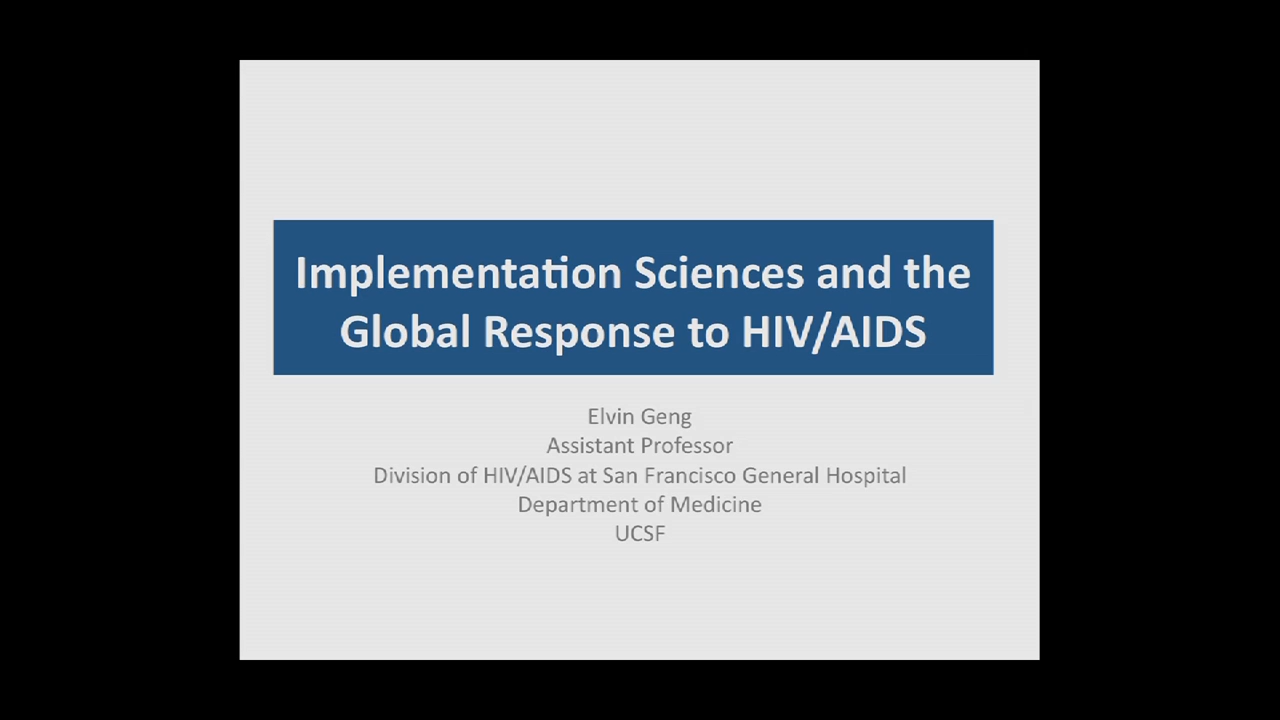 Implementation Sciences and the
Global Response to HIV/AIDS
Elvin Geng
Assistant Professor
Division of HIV/AIDS at San Francisco General Hospital
Department of Medicine
UCSF